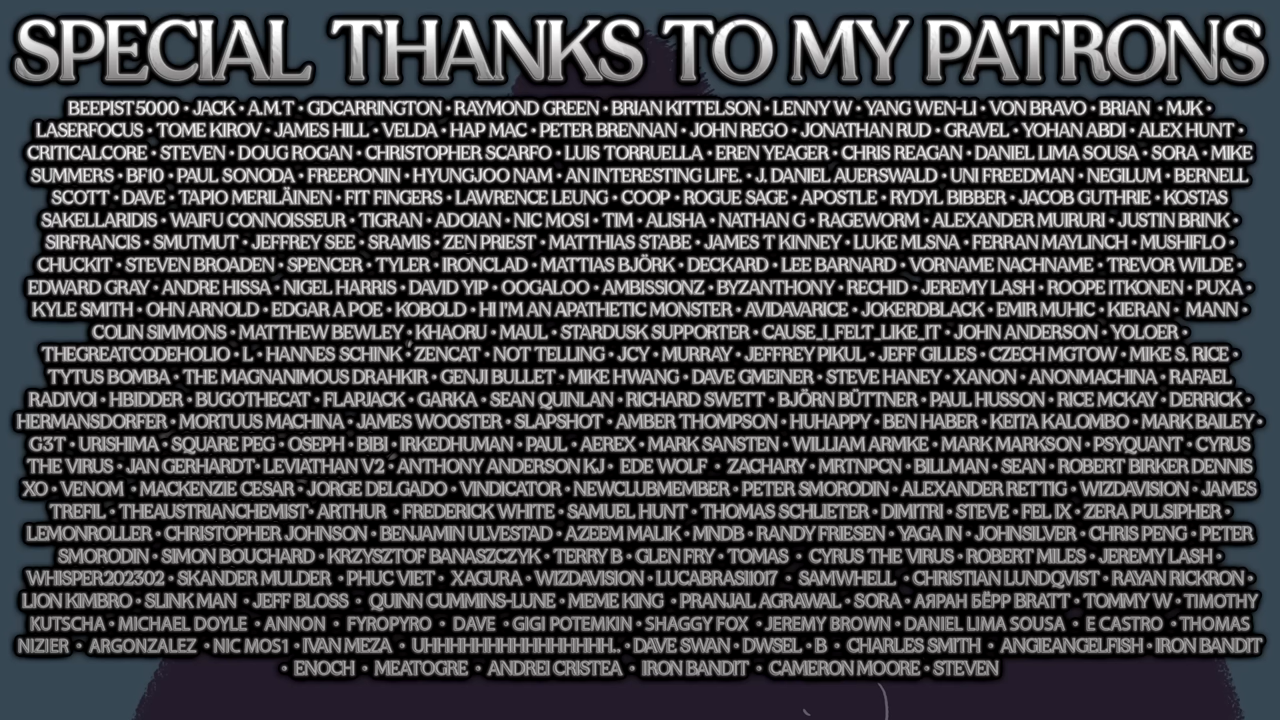 SPECIAL THANKS TO MY PATRONS
BEEPIST5000 • JACK • A.M.T • GDCARRINGTON • RAYMOND GREEN • BRIAN KITTELSON • LENNY W • YANG WEN-LI • VON BRAVO • BRIAN • MJK •
LASERFOCUS • TOME KIROV • JAMES HILL • VELDA • HAP MAC • PETER BRENNAN • JOHN REGO • JONATHAN RUD • GRAVEL • YOHAN ABDI • ALEX HUNT •
CRITICALCORE • STEVEN • DOUG ROGAN • CHRISTOPHER SCARFO • LUIS TORRUELLA • EREN YEAGER • CHRIS REAGAN • DANIEL LIMA SOUSA • SORA • MIKE
SUMMERS • BF10 • PAUL SONODA • FREERONIN • HYUNGJOO NAM • AN INTERESTING LIFE. • J. DANIEL AUERSWALD • UNI FREEDMAN • NEGILUM • BERNELL
SCOTT • DAVE • TAPIO MERILÄINEN • FIT FINGERS • LAWRENCE LEUNG • COOP • ROGUE SAGE • APOSTLE • RYDYL BIBBER • JACOB GUTHRIE • KOSTAS
SAKELLARIDIS • WAIFU CONNOISSEUR • TIGRAN • ADOIAN • NIC MOS1 • TIM • ALISHA • NATHAN G • RAGEWORM • ALEXANDER MUIRURI • JUSTIN BRINK •
SIRFRANCIS • SMUTMUT • JEFFREY SEE • SRAMIS • ZEN PRIEST • MATTHIAS STABE • JAMES T KINNEY • LUKE MLSNA • FERRAN MAYLINCH • MUSHIFLO •
CHUCKIT • STEVEN BROADEN • SPENCER • TYLER • IRONCLAD • MATTIAS BJÖRK • DECKARD • LEE BARNARD • VORNAME NACHNAME • TREVOR WILDE •
EDWARD GRAY • ANDRE HISSA • NIGEL HARRIS • DAVID YIP • OOGALOO • AMBISSIONZ • BYZANTHONY • RECHID • JEREMY LASH • ROOPE ITKONEN • PUXA •
KYLE SMITH • OHN ARNOLD • EDGAR A POE • KOBOLD • HI I'M AN APATHETIC MONSTER • AVIDAVARICE • JOKERDBLACK • EMIR MUHIC • KIERAN • MANN •
COLIN SIMMONS • MATTHEW BEWLEY • KHAORU • MAUL • STARDUSK SUPPORTER • CAUSE_I_FELT_LIKE_IT • JOHN ANDERSON • YOLOER •
THEGREATCODEHOLIO • L • HANNES SCHINK • ZENCAT • NOT TELLING • JCY • MURRAY • JEFFREY PIKUL • JEFF GILLES • CZECH MGTOW • MIKE S. RICE •
TYTUS BOMBA • THE MAGNANIMOUS DRAHKIR • GENJI BULLET • MIKE HWANG • DAVE GMEINER • STEVE HANEY • XANON • ANONMACHINA • RAFAEL
RADIVOI • HBIDDER • BUGOTHECAT • FLAPJACK • GARKA • SEAN QUINLAN • RICHARD SWETT • BJÖRN BÜTTNER • PAUL HUSSON • RICE MCKAY • DERRICK •
HERMANSDORFER • MORTUUS MACHINA • JAMES WOOSTER • SLAPSHOT • AMBER THOMPSON • HUHAPPY • BEN HABER • KEITA KALOMBO • MARK BAILEY •
G3T • URISHIMA • SQUARE PEG • OSEPH • BIBI • IRKEDHUMAN • PAUL • AEREX • MARK SANSTEN • WILLIAM ARMKE • MARK MARKSON • PSYQUANT • CYRUS
THE VIRUS • JAN GERHARDT • LEVIATHAN V2 • ANTHONY ANDERSON KJ • EDE WOLF • ZACHARY • MRTNPCN • BILLMAN • SEAN • ROBERT BIRKER DENNIS
XO • VENOM • MACKENZIE CESAR • JORGE DELGADO • VINDICATOR • NEWCLUBMEMBER • PETER SMORODIN • ALEXANDER RETTIG • WIZDAVISION • JAMES
TREFIL • THEAUSTRIANCHEMIST • ARTHUR • FREDERICK WHITE • SAMUEL HUNT • THOMAS SCHLIETER • DIMITRI • STEVE • FEL IX • ZERA PULSIPHER •
LEMONROLLER • CHRISTOPHER JOHNSON • BENJAMIN ULVESTAD • AZEEM MALIK • MNDB • RANDY FRIESEN • YAGA IN • JOHNSILVER • CHRIS PENG • PETER
SMORODIN • SIMON BOUCHARD • KRZYSZTOF BANASZCZYK • TERRY B • GLEN FRY • TOMAS • CYRUS THE VIRUS • ROBERT MILES • JEREMY LASH •
WHISPER202302 • SKANDER MULDER • PHUC VIET • XAGURA • WIZDAVISION • LUCABRASIII017 • SAMWHELL • CHRISTIAN LUNDQVIST • RAYAN RICKRON •
LION KIMBRO • SLINK MAN • JEFF BLOSS • QUINN CUMMINS-LUNE • MEME KING • PRANJAL AGRAWAL • SORA • АЯРАН БЁРР BRATT • TOMMY W • TIMOTHY
KUTSCHA • MICHAEL DOYLE • ANNON • FYROPYRO • DAVE • GIGI POTEMKIN • SHAGGY FOX • JEREMY BROWN • DANIEL LIMA SOUSA • E CASTRO • THOMAS
NIZIER • ARGONZALEZ • NIC MOS1 • IVAN MEZA • UHHHHHHHHHHHHHHH.. • DAVE SWAN • DWSEL • B • CHARLES SMITH • ANGIEANGELFISH • IRON BANDIT
• ENOCH • MEATOGRE • ANDREI CRISTEA • IRON BANDIT • CAMERON MOORE • STEVEN